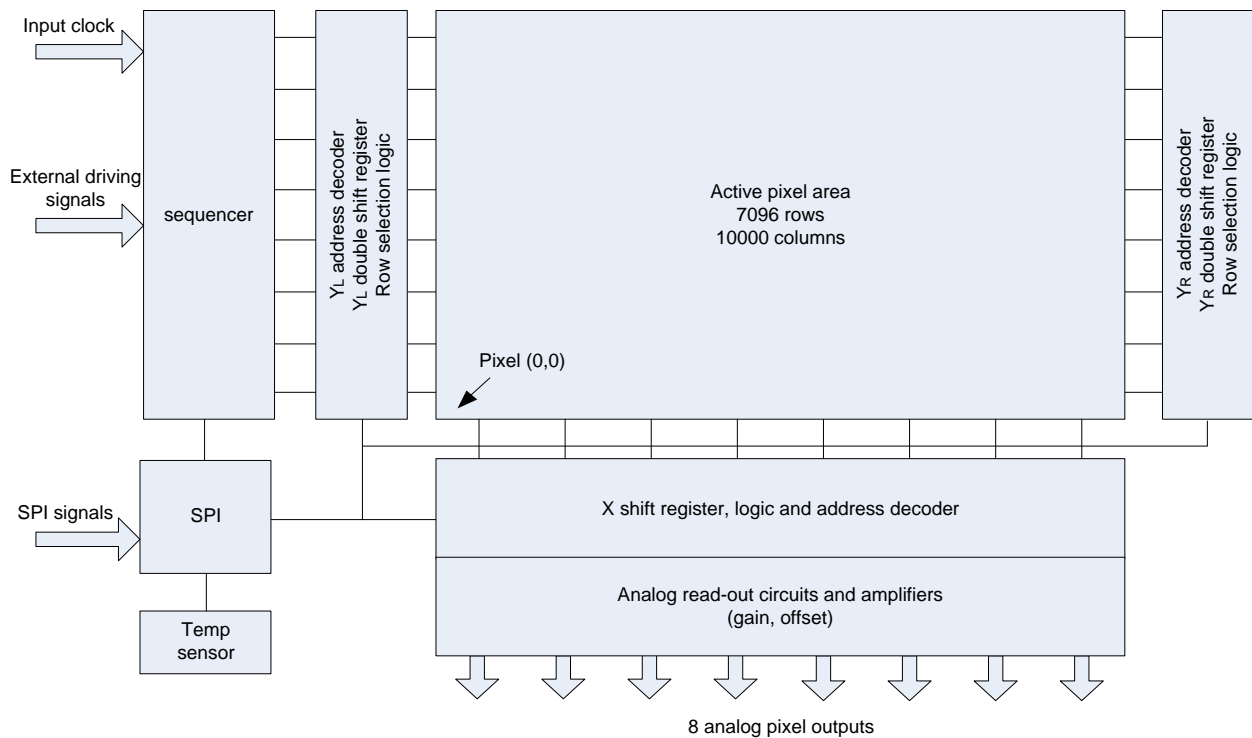 Input clock
External driving
signals
sequencer
YL address decoder
YL double shift register
Row selection logic
Active pixel area
7096 rows
10000 columns
Pixel (0,0)
YR address decoder
YR double shift register
Row selection logic
SPI signals
SPI
Temp
sensor
X shift register, logic and address decoder
Analog read-out circuits and amplifiers
(gain, offset)
8 analog pixel outputs